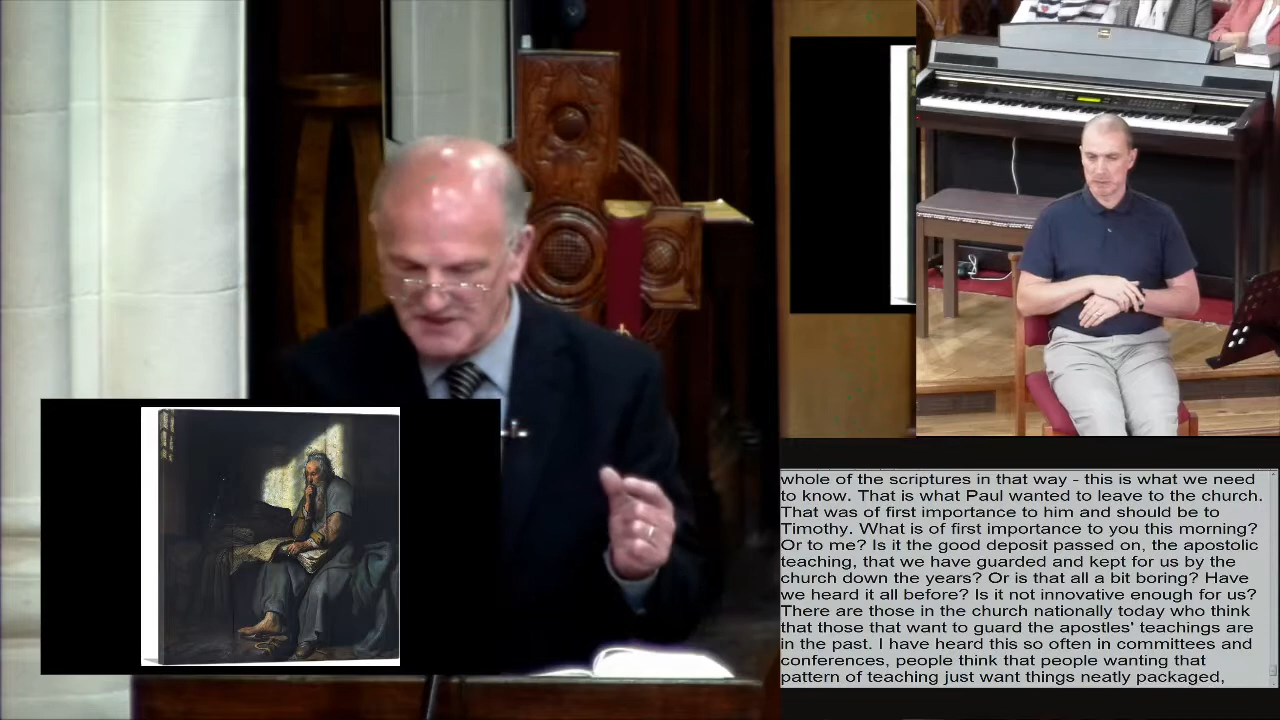 whole of the scriptures in that way - this is what we need
to know. That is what Paul wanted to leave to the church.
That was of first importance to him and should be to
Timothy. What is of first importance to you this morning?
Or to me? Is it the good deposit passed on, the apostolic
teaching, that we have guarded and kept for us by the
church down the years? Or is that all a bit boring? Have
we heard it all before? Is it not innovative enough for us?
There are those in the church nationally today who think
that those that want to guard the apostles' teachings are
in the past. I have heard this so often in committees and
conferences, people think that people wanting that
pattern of teaching just want things neatly packaged,